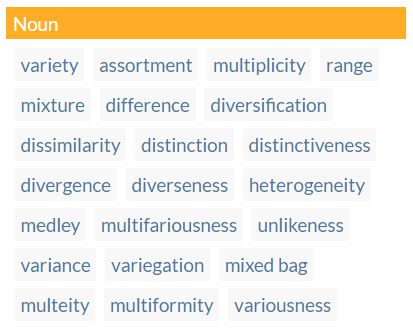 Noun
variety assortment multiplicity range
mixture difference diversification
dissimilarity distinction distinctiveness
divergence diverseness heterogeneity
medley multifariousness unlikeness
variance variegation mixed bag
multeity multiformity variousness